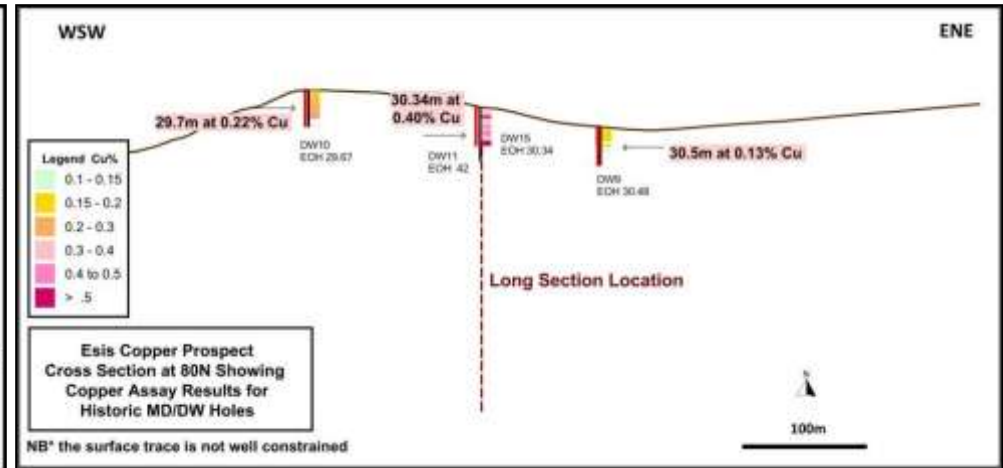 WSW
ENE
30.34m at
0.40% Cu
29.7m at 0.22% Cu
DW10
EOH 29.67
DW15
EOH 30.34
DW11
EOH 42
DW9
EOH 30.48
30.5m at 0.13% Cu
Legend Cu%
0.1 - 0.15
0.15 - 0.2
0.2 - 0.3
0.3 - 0.4
0.4 to 0.5
> .5
Long Section Location
Esis Copper Prospect
Cross Section at 80N Showing
Copper Assay Results for
Historic MD/DW Holes
N
100m
NB* the surface trace is not well constrained